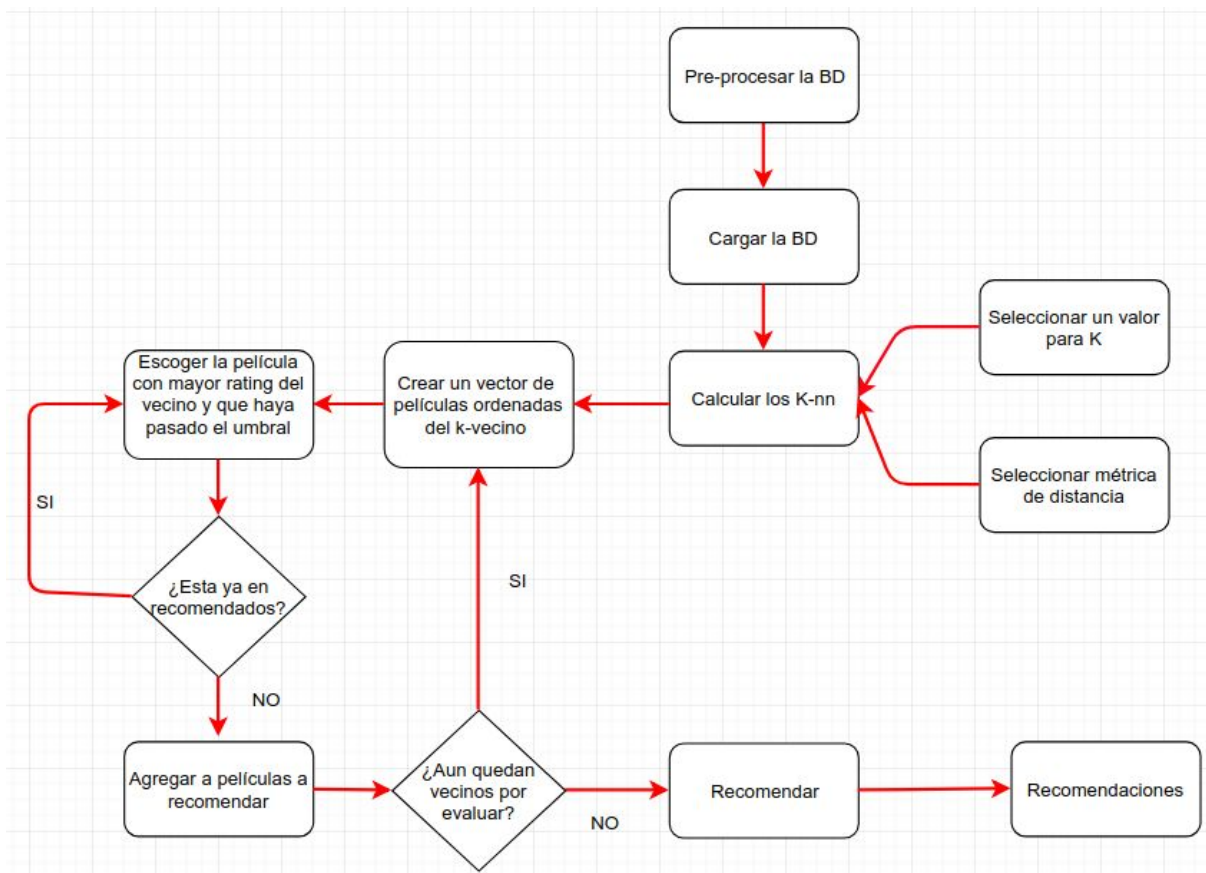 Pre-procesar la BD
Cargar la BD
Seleccionar un valor
para K
Calcular los K-nn
Seleccionar métrica
de distancia
Crear un vector de
películas ordenadas
del k-vecino
Escoger la película
con mayor rating del
vecino y que haya
pasado el umbral
SI
¿Esta ya en
recomendados?
NO
Agregar a películas a
recomendar
SI
¿Aun quedan
vecinos por
evaluar?
NO
Recomendar
Recomendaciones